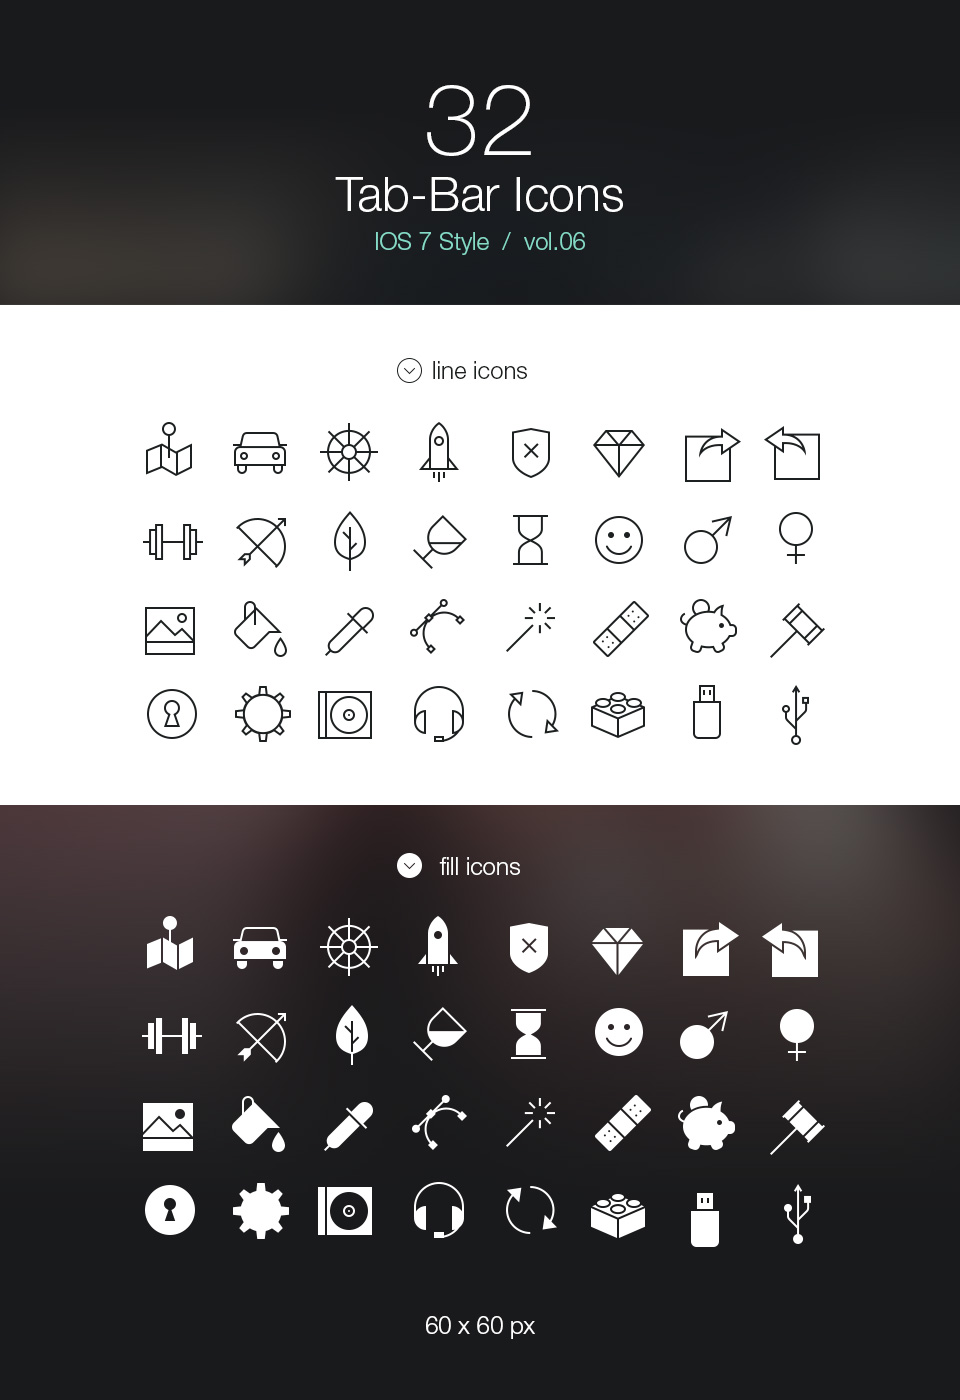 32
Tab-Bar Icons
IOS 7 Style / vol.06
line icons
fill icons
60 x 60 px